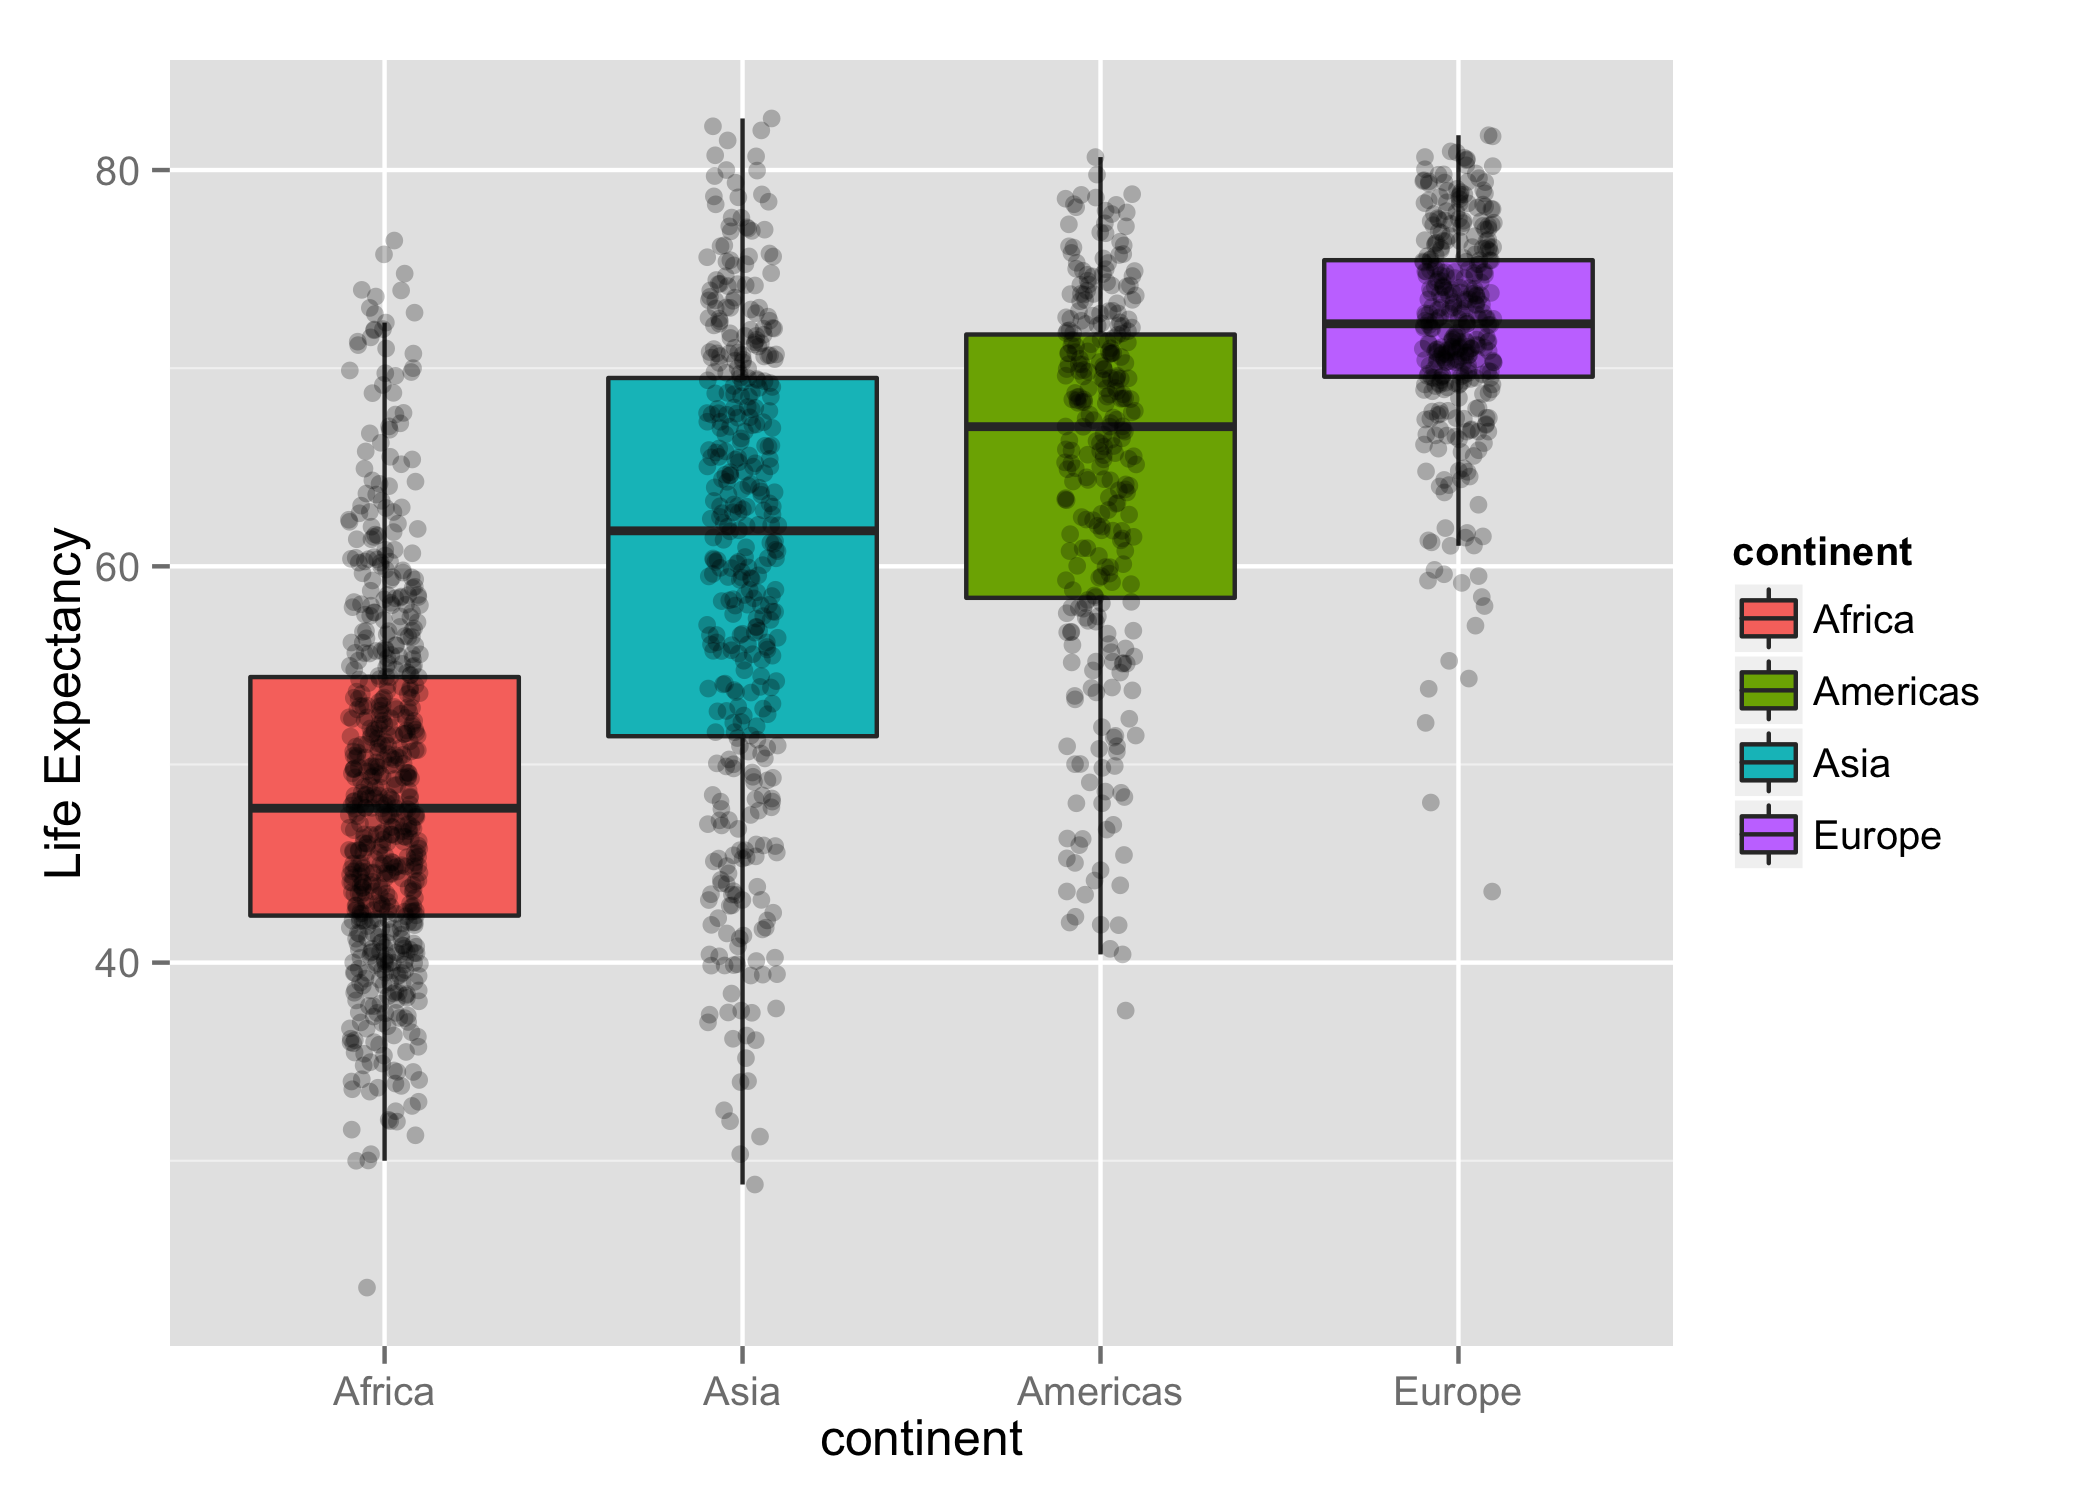 Life Expectancy
80
60
40
Africa
Asia
Americas
Europe
continent
continent
Africa
Americas
Asia
Europe